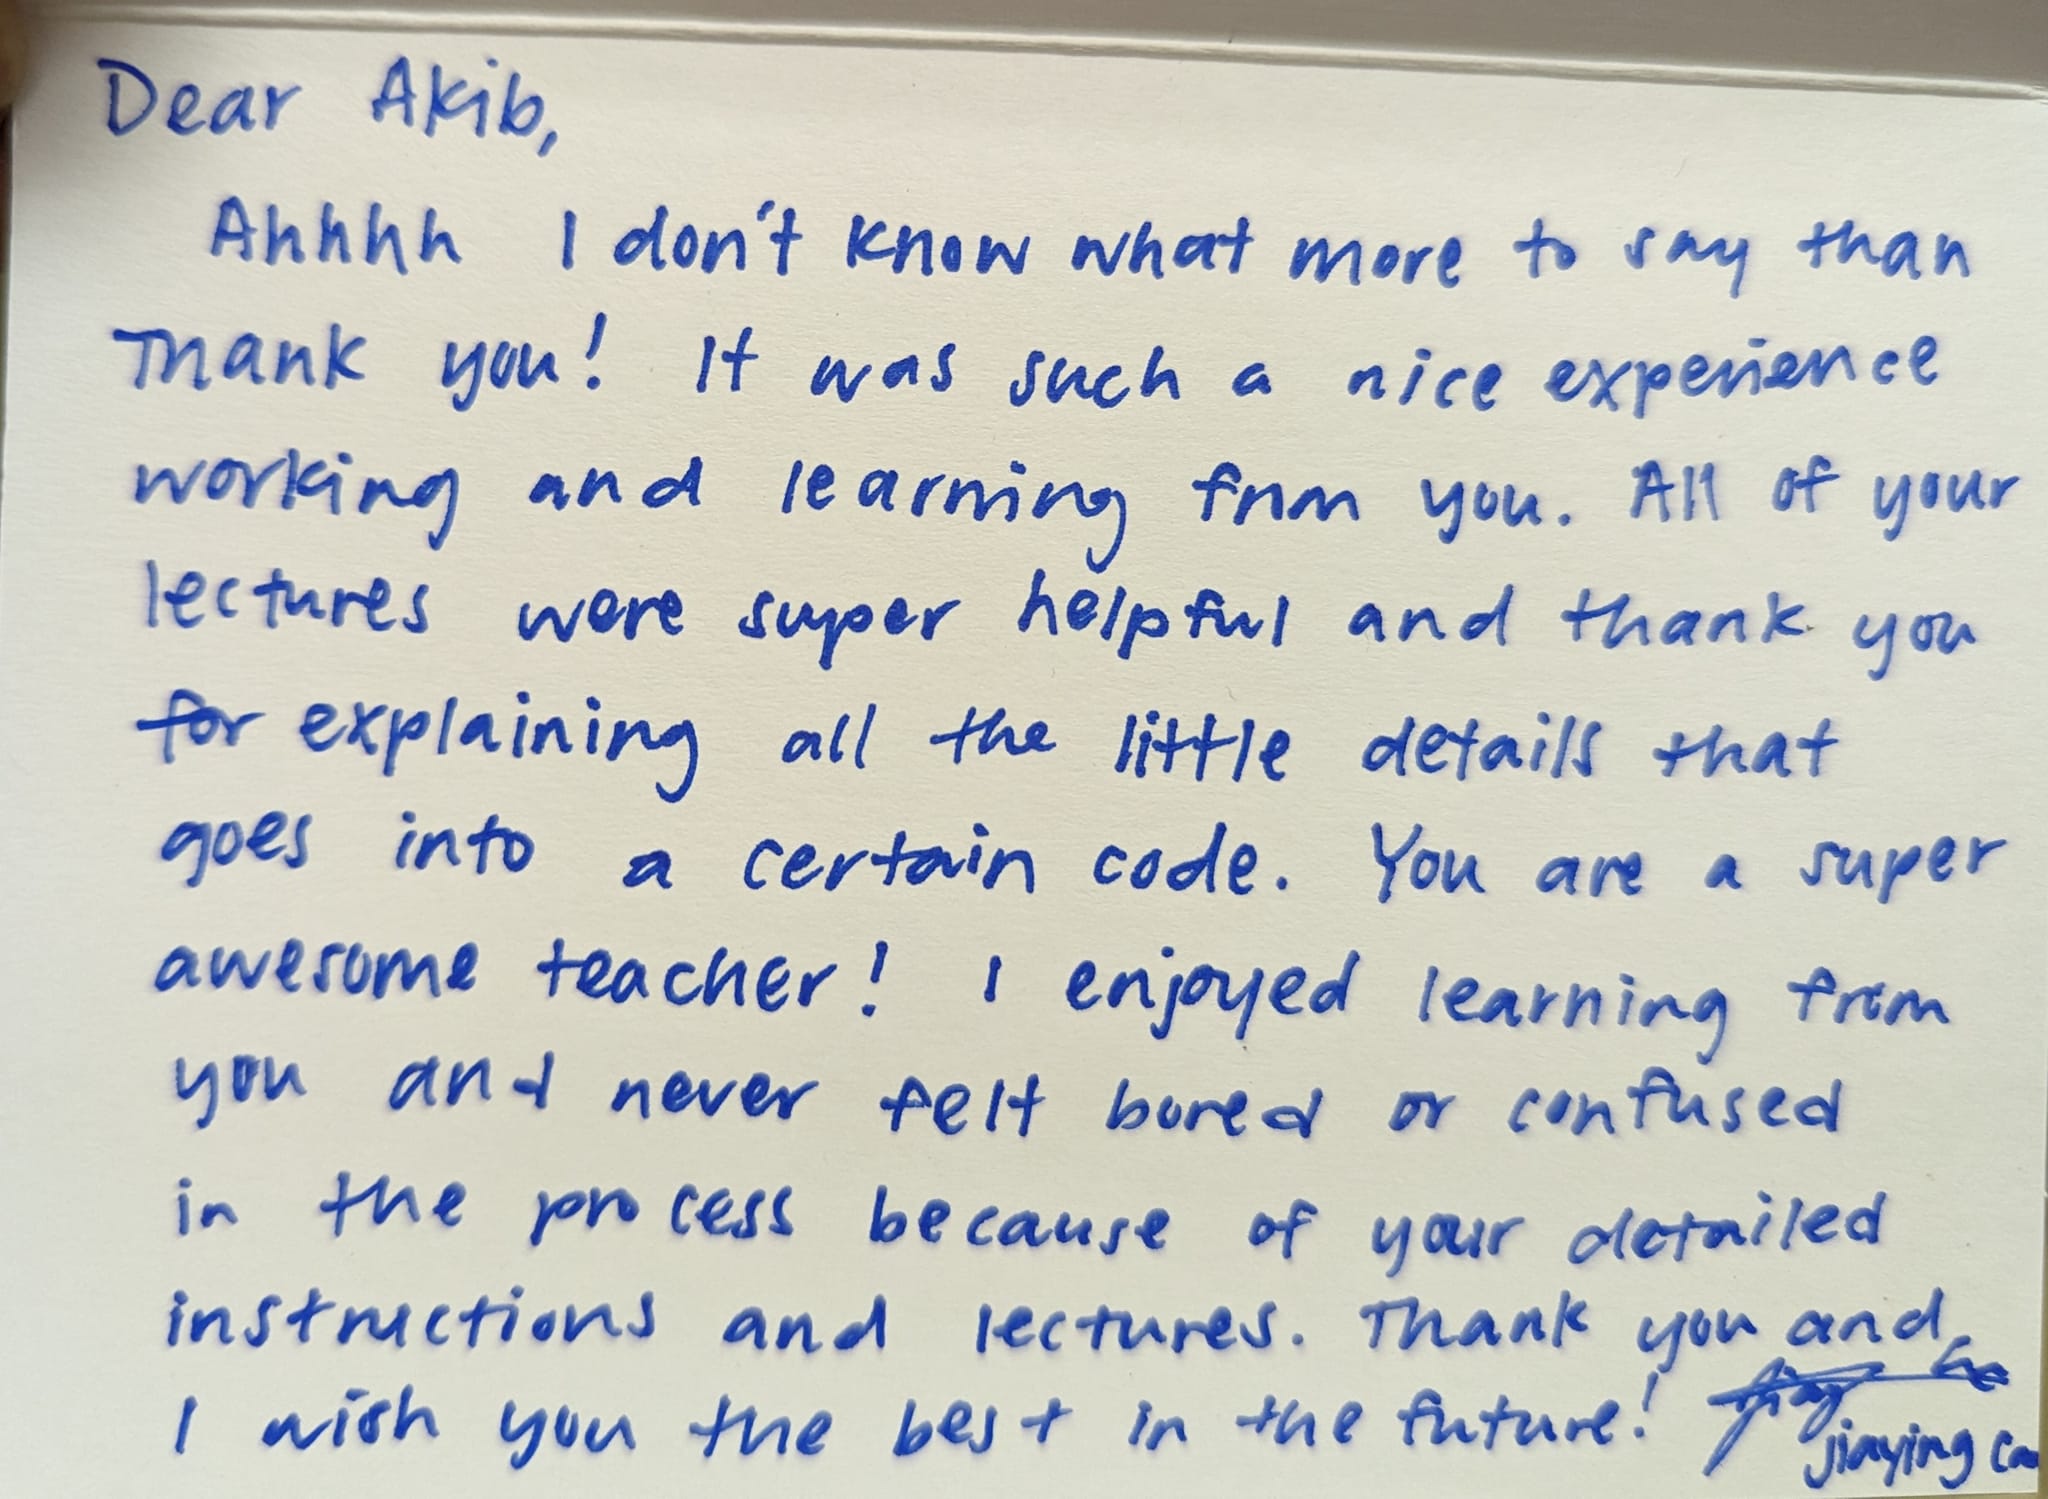 Dear Akib,
Ahhhh I don't know what more to say than
Thank you! It was such a nice experience
working and learning from you. All of your
lectures were super helpful and thank you
for explaining all the little details that
goes into a certain code. You are a super
awesome teacher! I enjoyed learning from
you and never felt bored or confused
in the process because of your detailed
instructions and lectures. Thank you and
I wish you the best in the future!
Jiaying